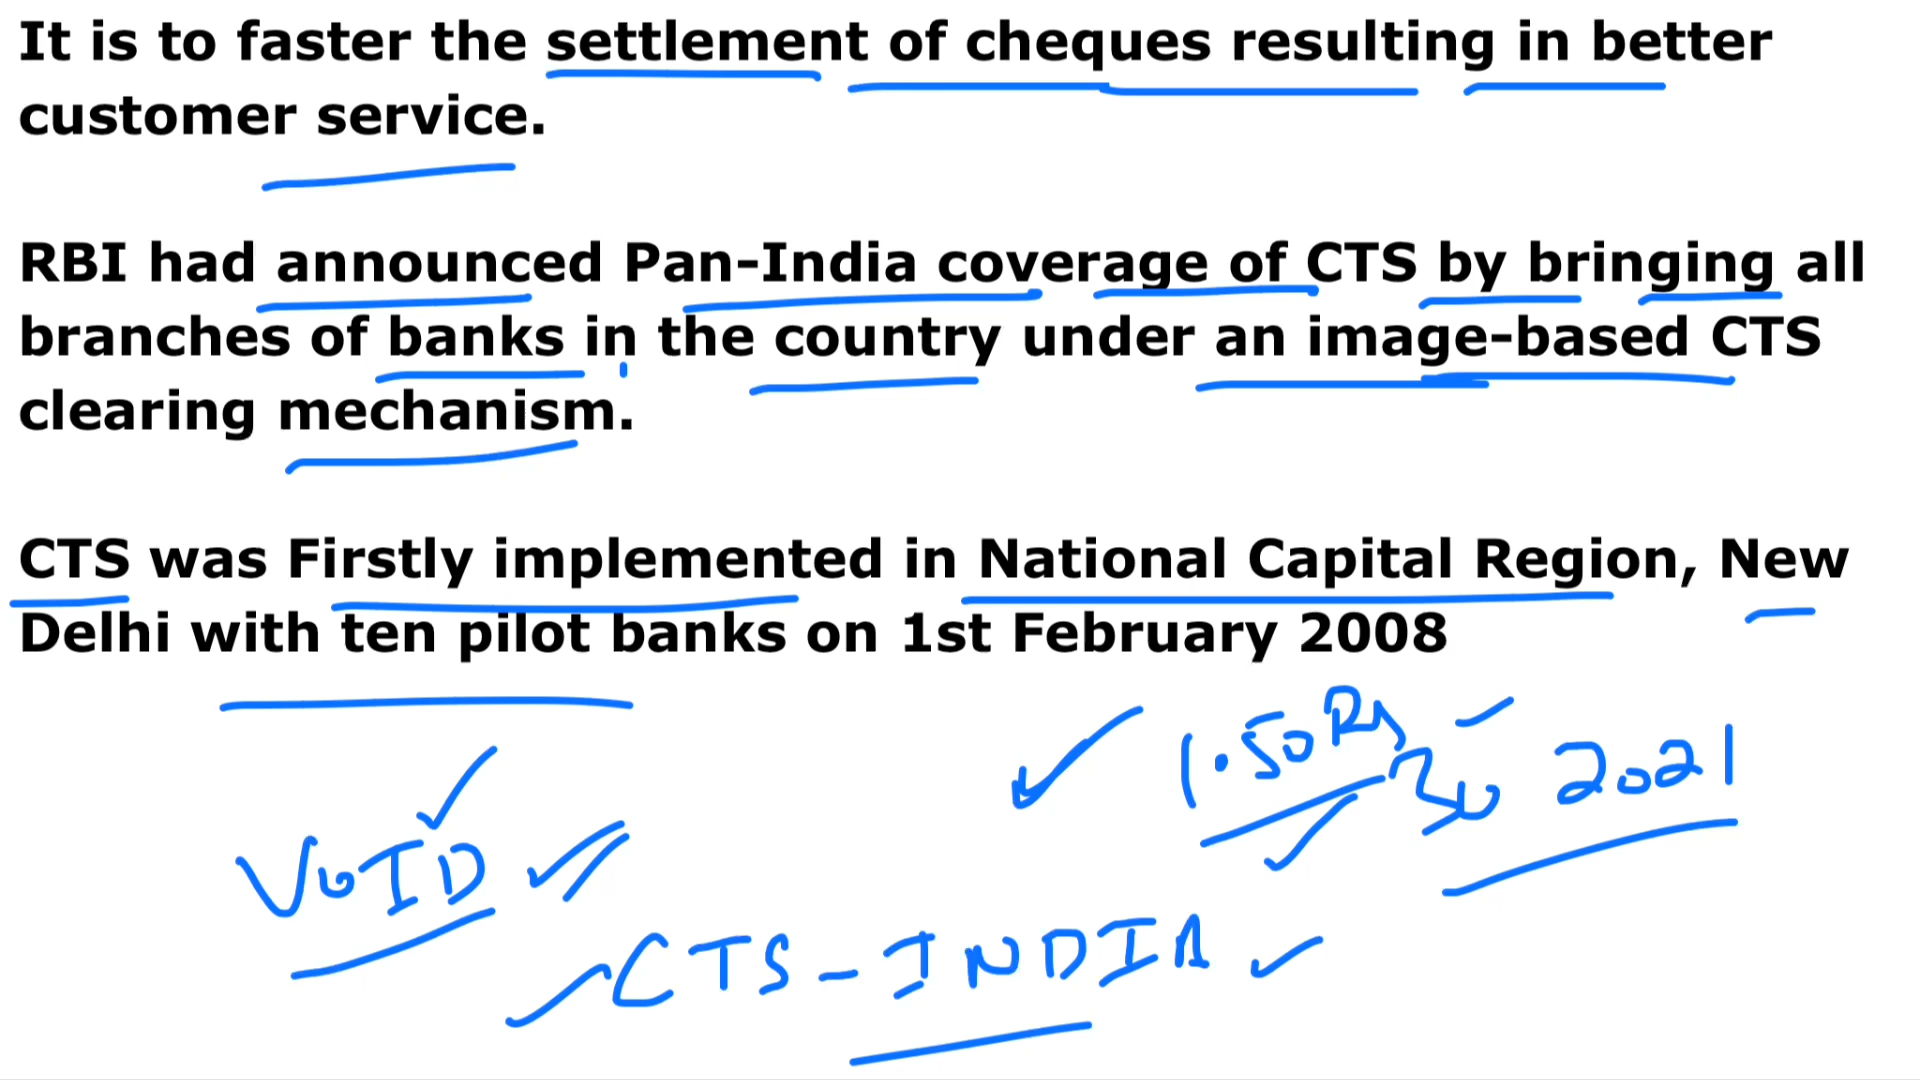 It is to faster the settlement of cheques resulting in better
customer service.
RBI had announced Pan-India coverage of CTS by bringing all
branches of banks in the country under an image-based CTS
clearing mechanism.
CTS was Firstly implemented in National Capital Region, New
Delhi with ten pilot banks on 1st February 2008
1.50 Rs 2021
VOID
CTS-INDIA